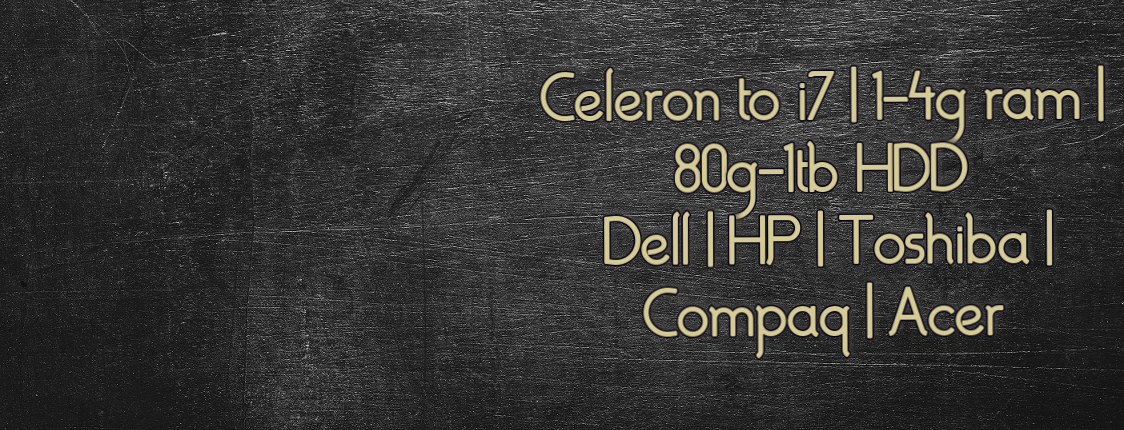 Celeron to i7 | 1-4g ram |
80g-1tb HDD
Dell | HP | Toshiba |
Compaq | Acer